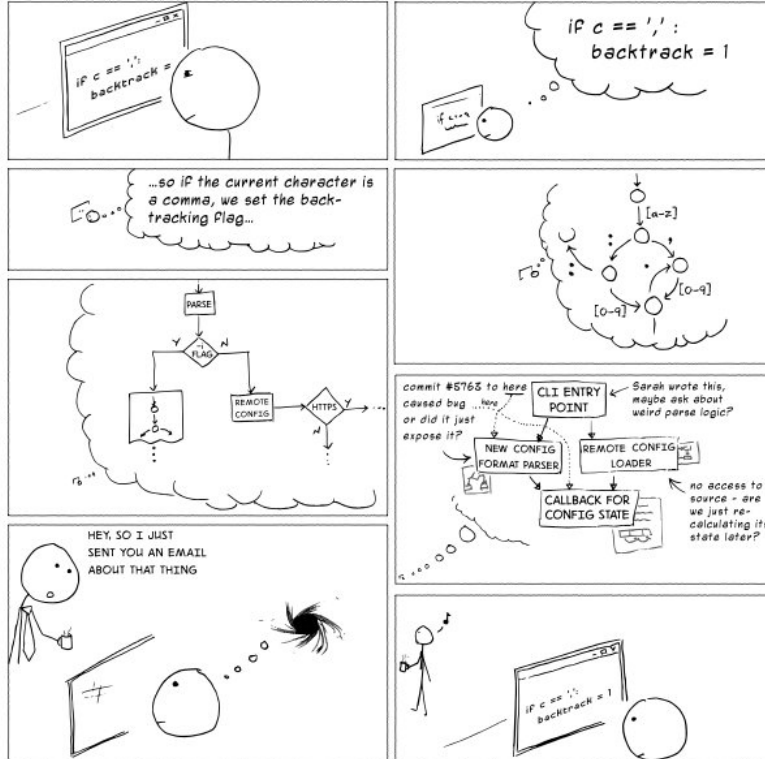 if c == ',':
backtrack =
if c == ',' :
backtrack = 1
...so if the current character is
a comma, we set the back-
tracking flag...
[a-z]
,
[0-9]
[0-9]
PARSE
Y
N
-i
FLAG
REMOTE
CONFIG
HTTPS
Y
N
commit #5763 to here
caused bug
here
or did it just
expose it?
CLI ENTRY
POINT
Sarah wrote this,
maybe ask about
weird parse logic?
NEW CONFIG
FORMAT PARSER
REMOTE CONFIG
LOADER
CALLBACK FOR
CONFIG STATE
no access to
source - are
we just re-
calculating its
state later?
HEY, SO I JUST
SENT YOU AN EMAIL
ABOUT THAT THING
if c == ',':
backtrack = 1